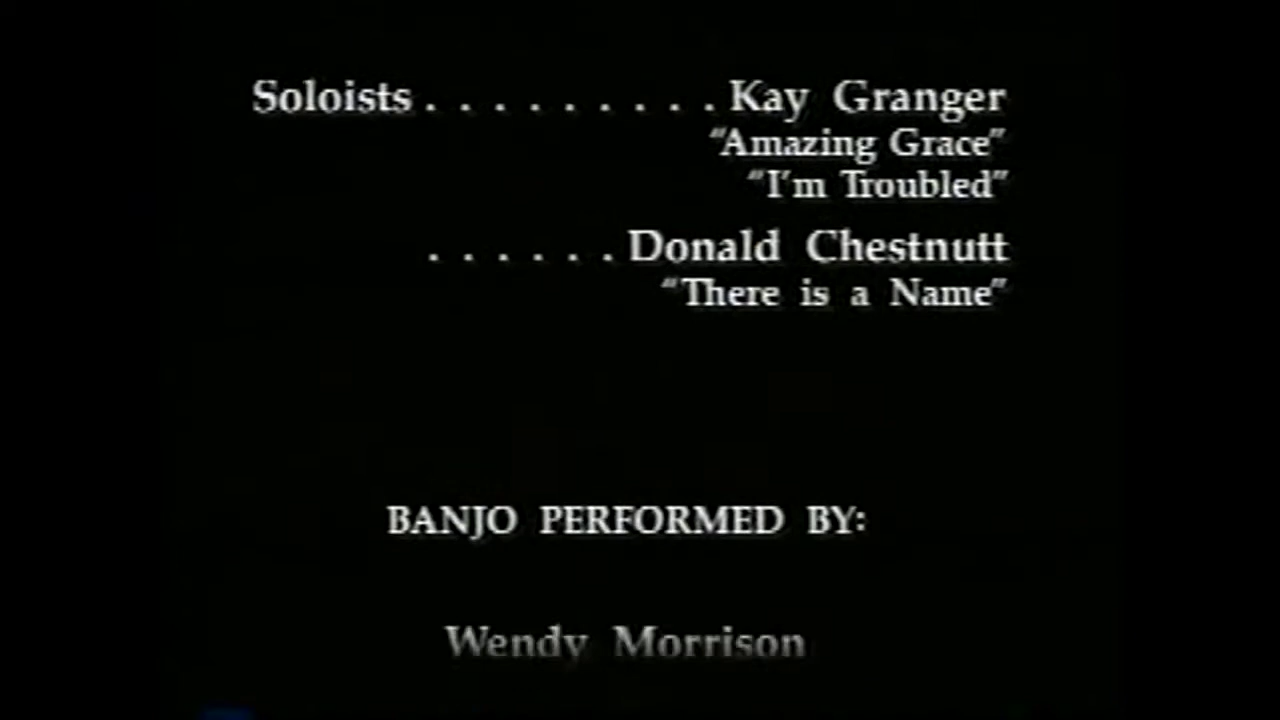 Soloists . . . . . . . . . Kay Granger
“Amazing Grace”
“I’m Troubled”
. . . . . . Donald Chestnutt
“There is a Name”
BANJO PERFORMED BY:
Wendy Morrison